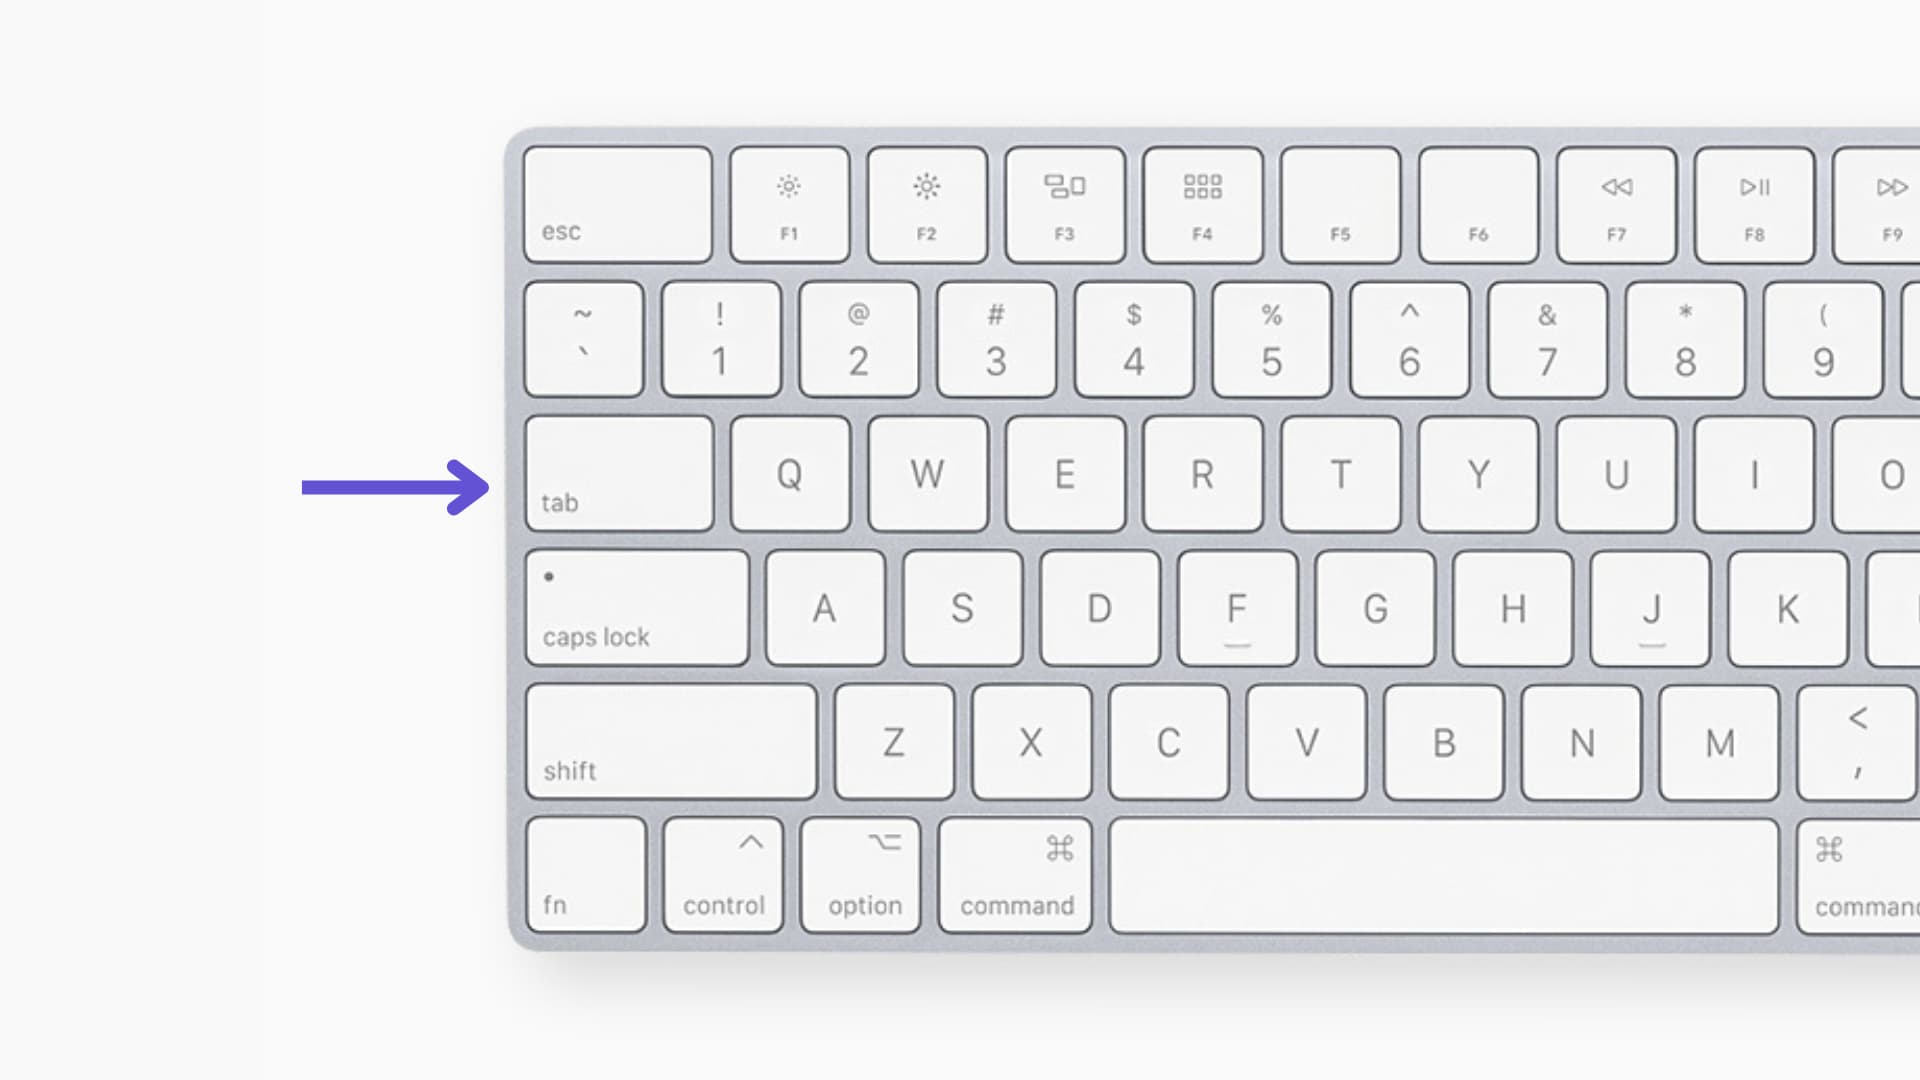 esc F1 F2 F3 F4 F5 F6 F7 F8 F9
~ ! @ # $ % ^ & * (
` 1 2 3 4 5 6 7 8 9
tab Q W E R T Y U I O
caps lock A S D F G H J K
shift Z X C V B N M < ,
fn control option ⌘ command ⌘ command